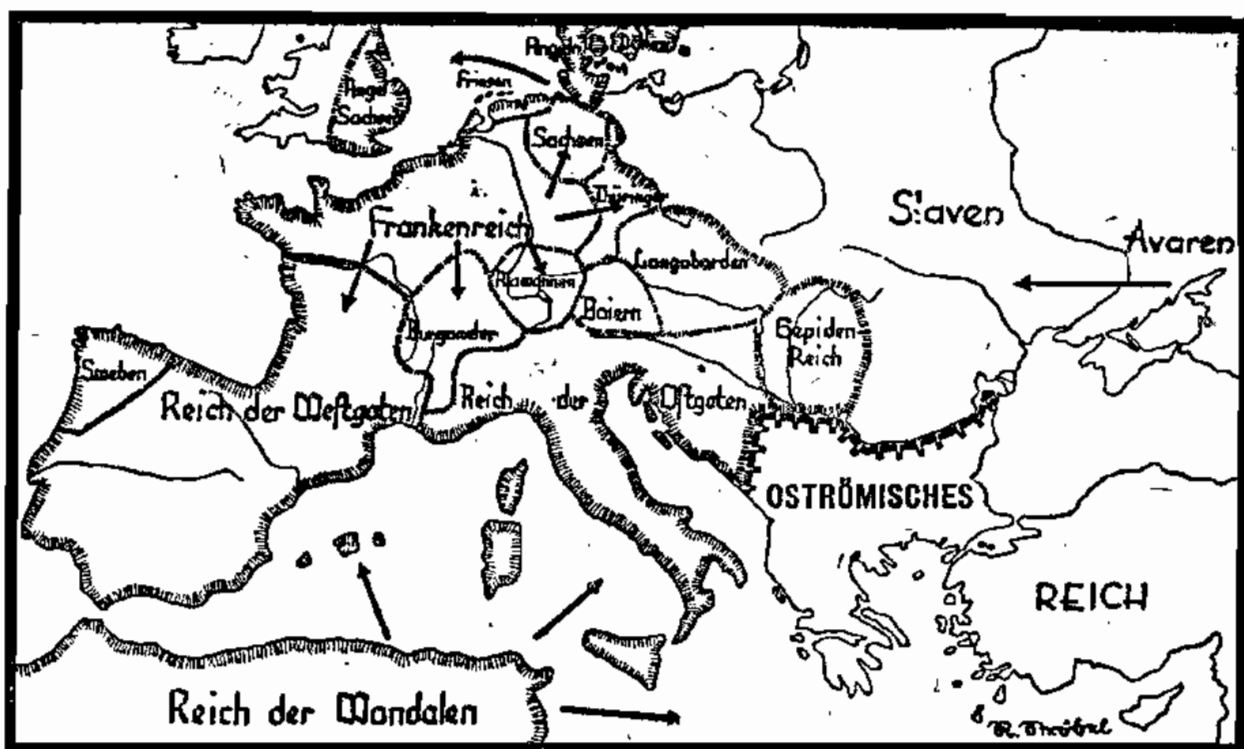 Angeln
Friesen
Angel
Sachsen
Sachsen
Thüringer
Slaven
Avaren
Frankenreich
Langobarden
Alamannen
Baiern
Burgunder
Gepiden
Reich
Sweben
Reich der Westgoten
Reich der Ostgoten
OSTRÖMISCHES
REICH
Reich der Wandalen
R. Ströbel